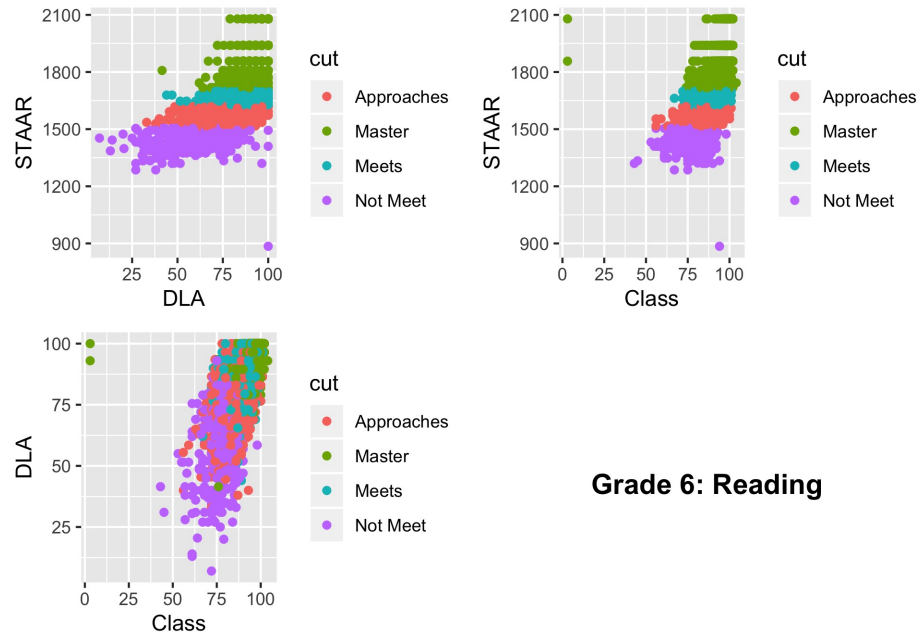 2100
1800
1500
1200
900
STAAR
25 50 75 100
DLA
cut
Approaches
Master
Meets
Not Meet
2100
1800
1500
1200
900
STAAR
0 25 50 75 100
Class
cut
Approaches
Master
Meets
Not Meet
100
75
50
25
DLA
0 25 50 75 100
Class
cut
Approaches
Master
Meets
Not Meet
Grade 6: Reading